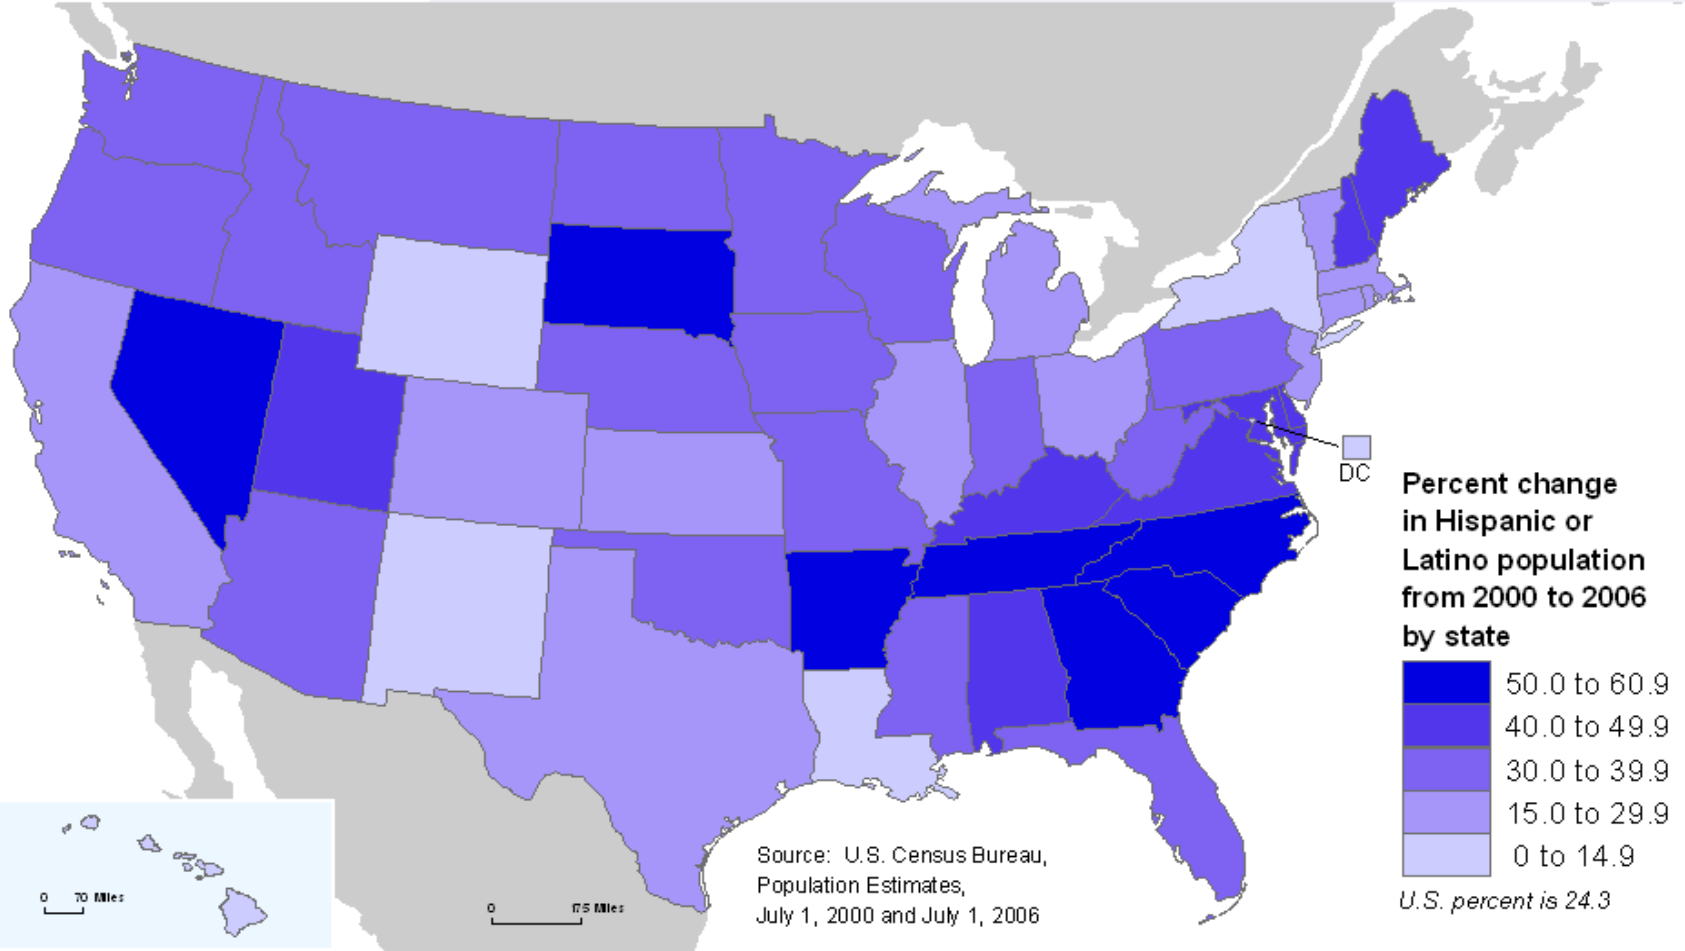 DC
Percent change
in Hispanic or
Latino population
from 2000 to 2006
by state
50.0 to 60.9
40.0 to 49.9
30.0 to 39.9
15.0 to 29.9
0 to 14.9
U.S. percent is 24.3
Source: U.S. Census Bureau,
Population Estimates,
July 1, 2000 and July 1, 2006
0 70 Miles
0 175 Miles